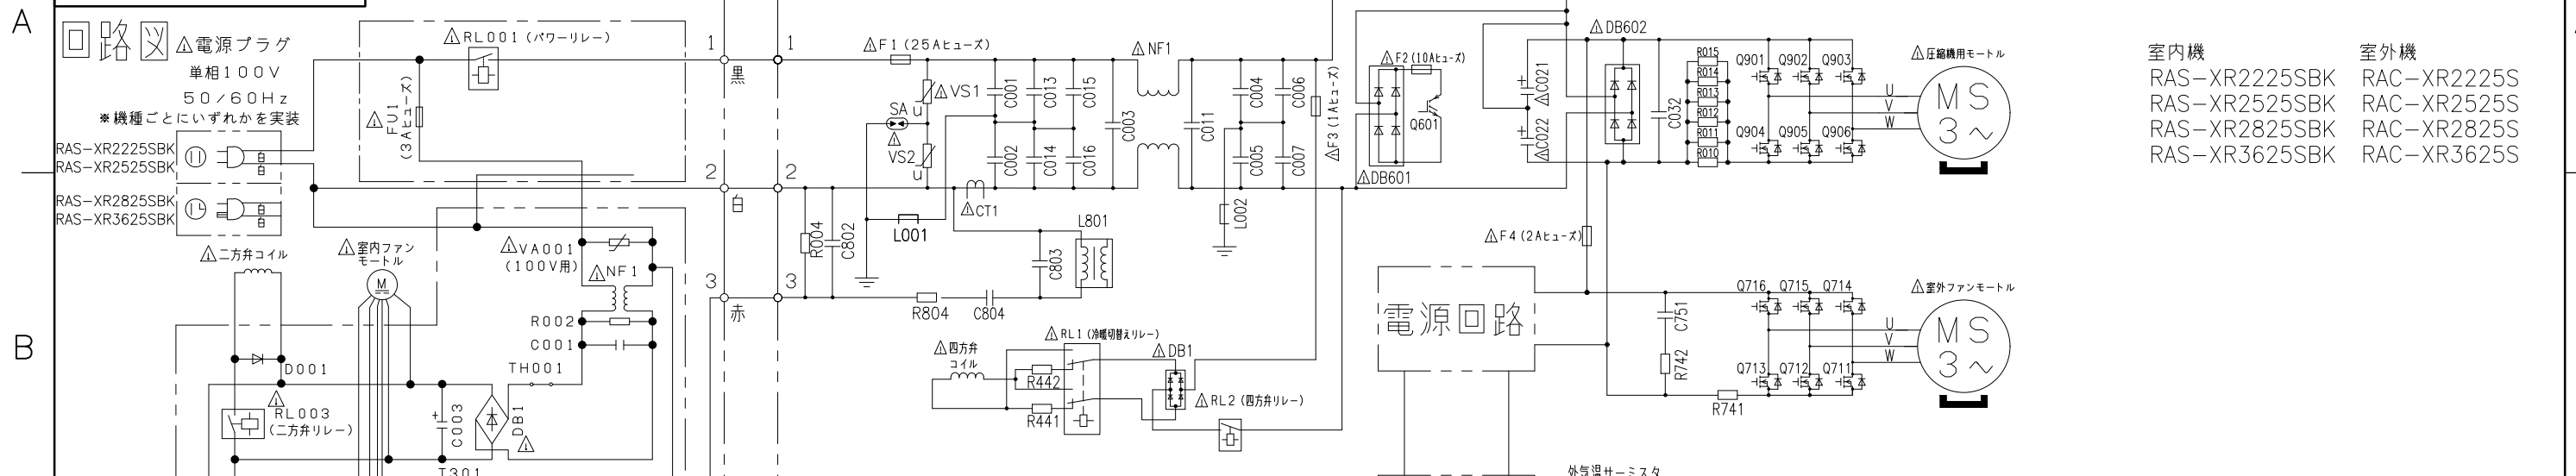 A
回路図
⚠電源プラグ
単相100V
50/60Hz
※機種ごとにいずれかを実装
RAS-XR2225SBK
RAS-XR2525SBK
白
白
RAS-XR2825SBK
RAS-XR3625SBK
白
白
⚠RL001(パワーリレー)
⚠FU1
(3Aヒューズ)
1 1
黒
2 2
白
3 3
赤
⚠F1(25Aヒューズ)
⚠VS1
SA u
⚠
VS2
u
C001
C013
C015
C002
C014
C016
C003
⚠NF1
C011
C004
C006
C005
C007
⚠F3(1Aヒューズ)
L002
⚠CT1
L001
R004
C802
L801
C803
R804
C804
⚠F2(10Aヒューズ)
Q601
⚠DB601
⚠C021
⚠C022
⚠DB602
C032
R015
R014
R013
R012
R011
R010
Q901 Q902 Q903
Q904 Q905 Q906
U
V
W
⚠圧縮機用モートル
MS
3～
室内機 室外機
RAS-XR2225SBK RAC-XR2225S
RAS-XR2525SBK RAC-XR2525S
RAS-XR2825SBK RAC-XR2825S
RAS-XR3625SBK RAC-XR3625S
⚠F4(2Aヒューズ)
B
⚠二方弁コイル
⚠室内ファン
モートル
M
⚠VA001
(100V用)
⚠NF1
R002
C001
TH001
D001
⚠
RL003
(二方弁リレー)
C003
DB1
⚠
T301
⚠四方弁
コイル
⚠RL1(冷暖切替えリレー)
R442
R441
⚠DB1
⚠RL2(四方弁リレー)
電源回路
C751
R742
R741
Q716 Q715 Q714
Q713 Q712 Q711
U
V
W
⚠室外ファンモートル
MS
3～
外気温サーミスタ